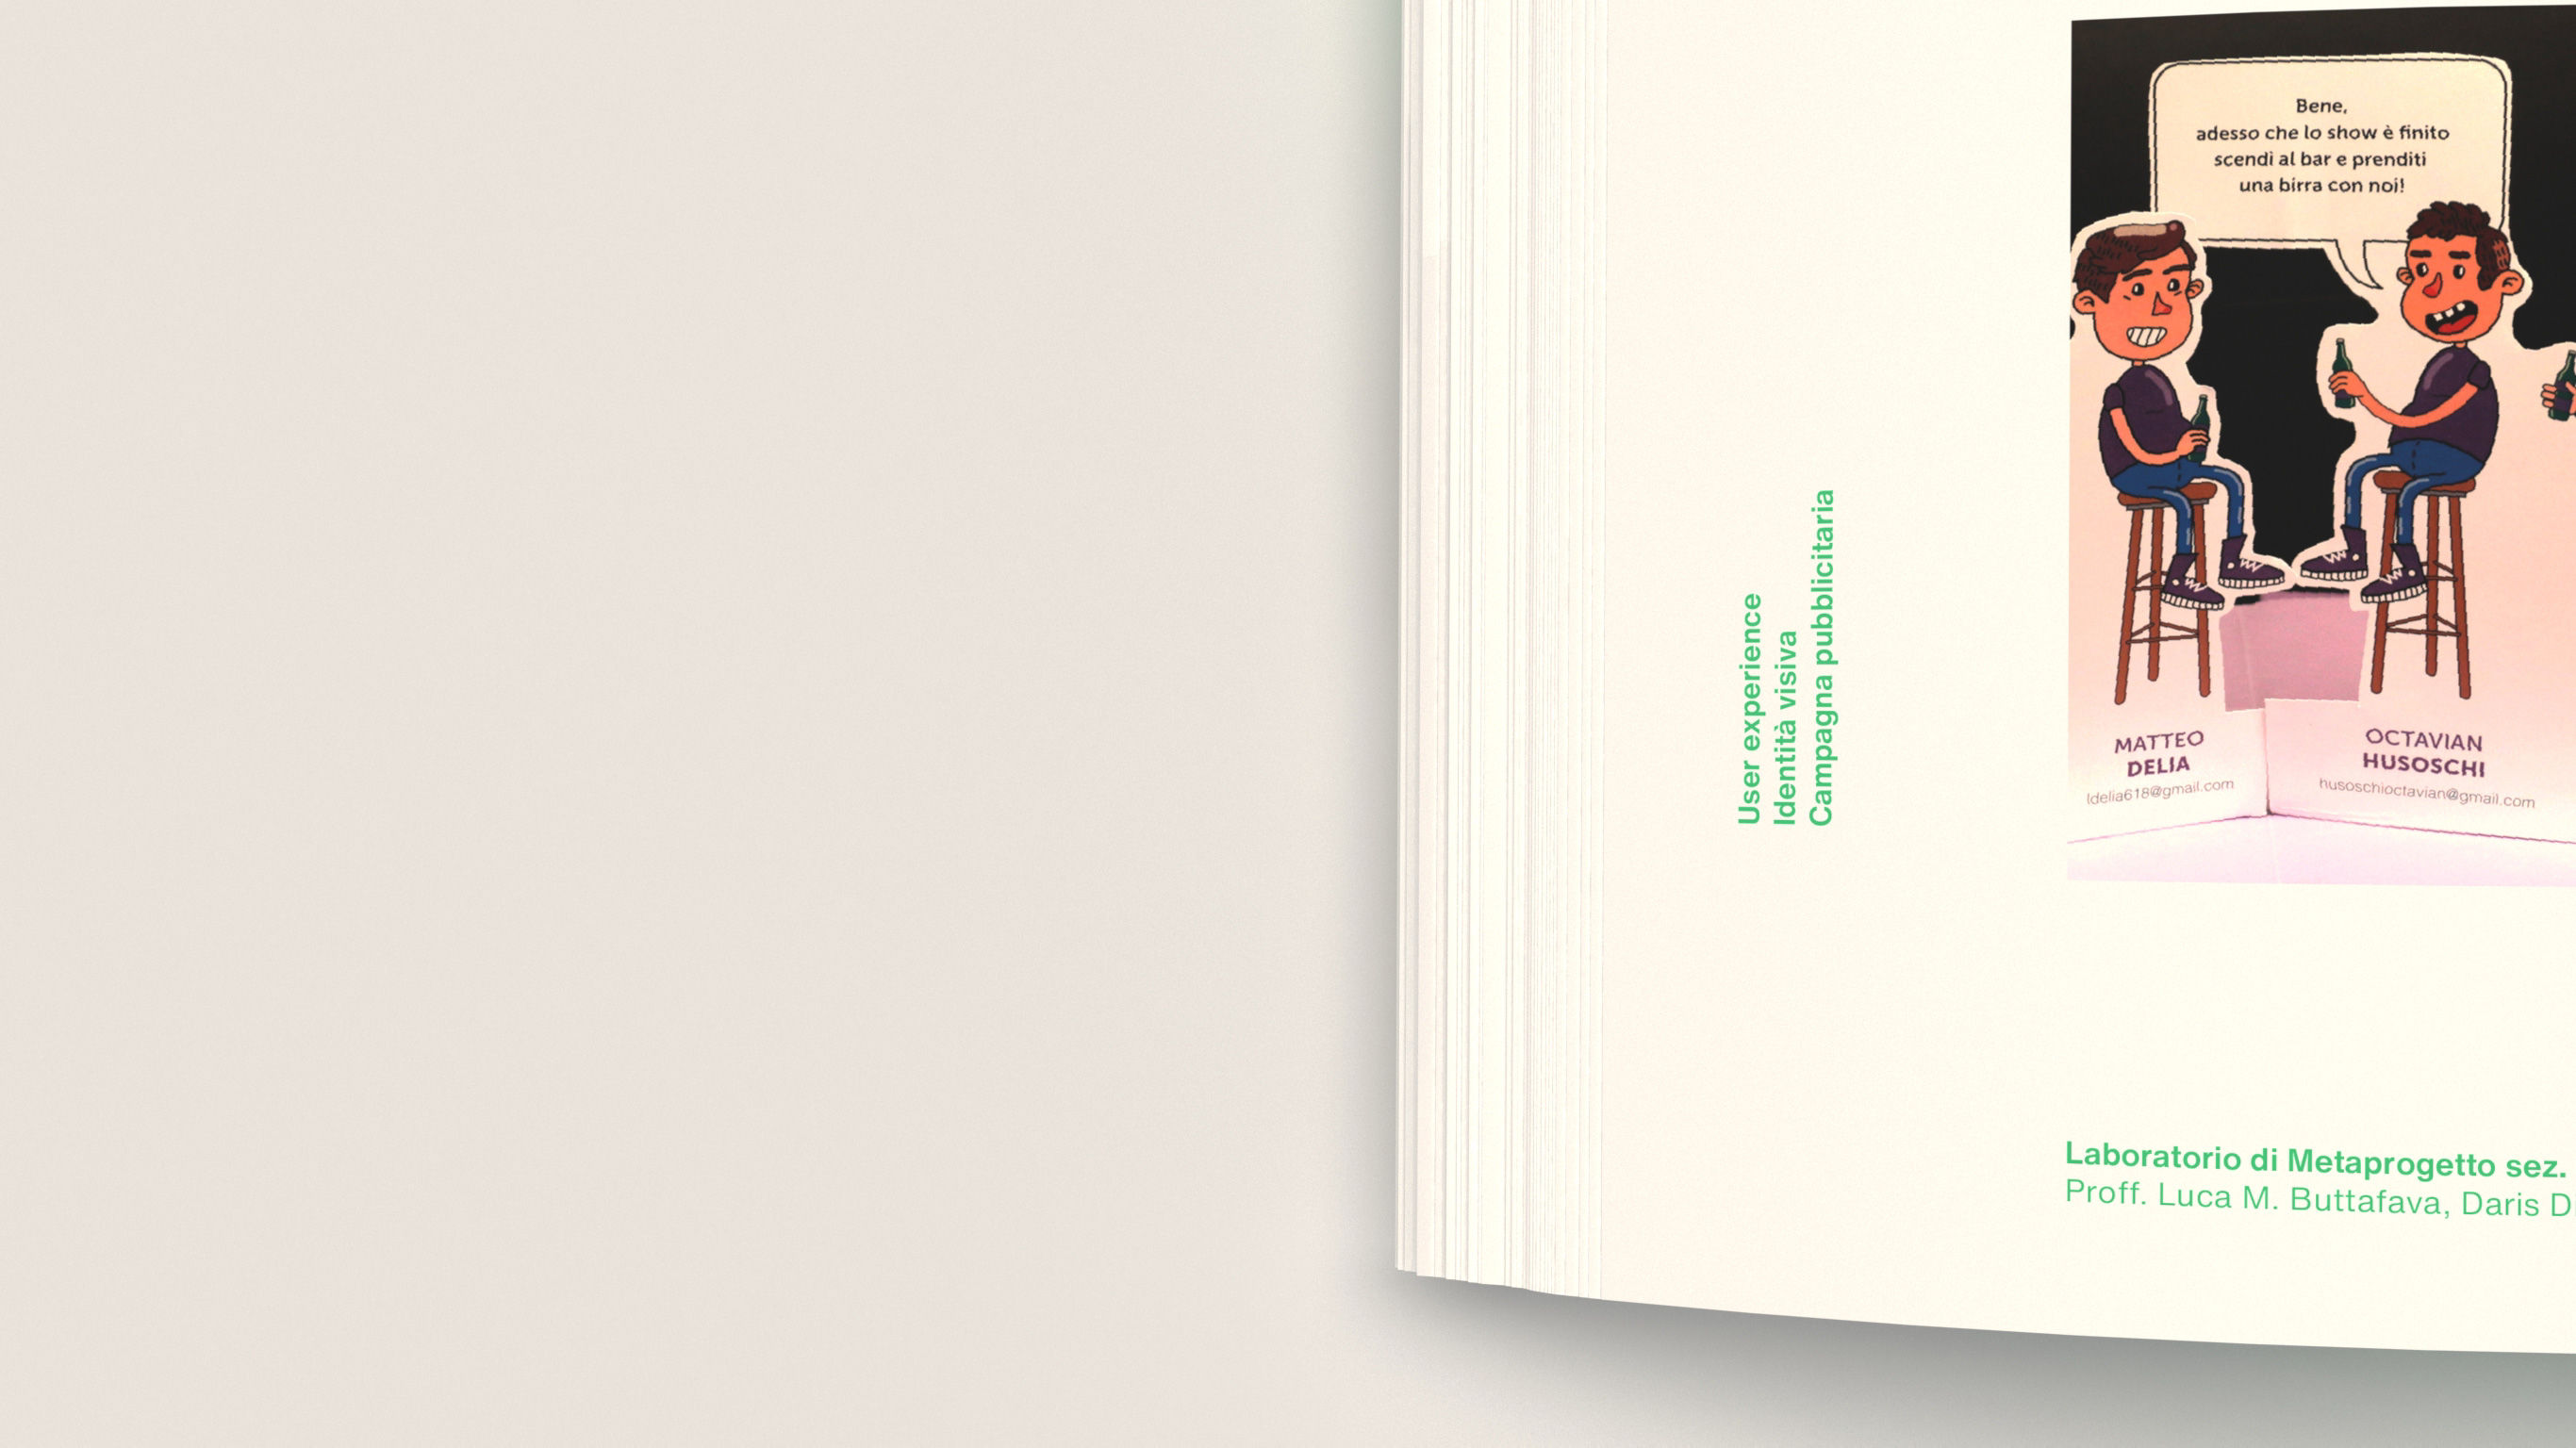 Bene,
adesso che lo show è finito
scendi al bar e prenditi
una birra con noi!
MATTEO
DELIA
ldelia618@gmail.com
OCTAVIAN
HUSOSCHI
husoschioctavian@gmail.com
User experience
Identità visiva
Campagna pubblicitaria
Laboratorio di Metaprogetto sez.
Proff. Luca M. Buttafava, Daris